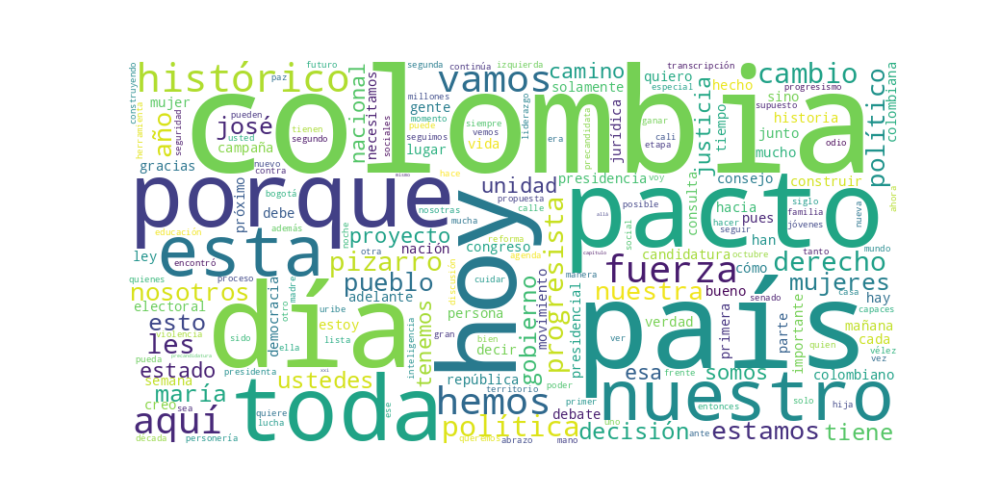 futuro segunda continúa izquierda transcripción progresismo colombiana
histórico colombia vamos camino quiero hecho cambio
construyendo paz solamente especial supuesto
herramienta mujer año seguridad pueden José tienen nacional necesitamos millones gente siempre liderazgo era precandidata jurídica ganar justicia tiempo sino historia político
usted segundo sociales momento puede vemos cali junto odio
campaña seguimos vida etapa mucho
gracias nuevo contra hace lugar presidencia voy consulta consejo construir ahora
porque hoy unidad pacto
próximo bogotá nosotras propuesta posible hacia siglo nueva
debe además mucha calle social hacer familia
educación noche seguir pues jóvenes
esta proyecto nación congreso progresista candidatura han tanto mundo
ley otra reforma octubre cómo derecho
encontró pizarro agenda manera fuerza
quienes proceso madre pueblo cuidar discusión movimiento bueno senado casa mujeres
nosotros otro adelante persona nuestra hay capaces
electoral día democracia uribe gobierno presidencial país
esto violencia sido estoy gran verdad primera parte importante mañana
les ella lista inteligencia tenemos bien decir ver quien cada
pueda vélez vez
estado presidenta república esa frente somos colombiano
semana ustedes territorio poder
maría quiere hemos primer entonces solo hija nuestro
creo sea lucha ese toda
aquí política debate uno decisión ante estamos tiene
década personería queremos abrazo mano